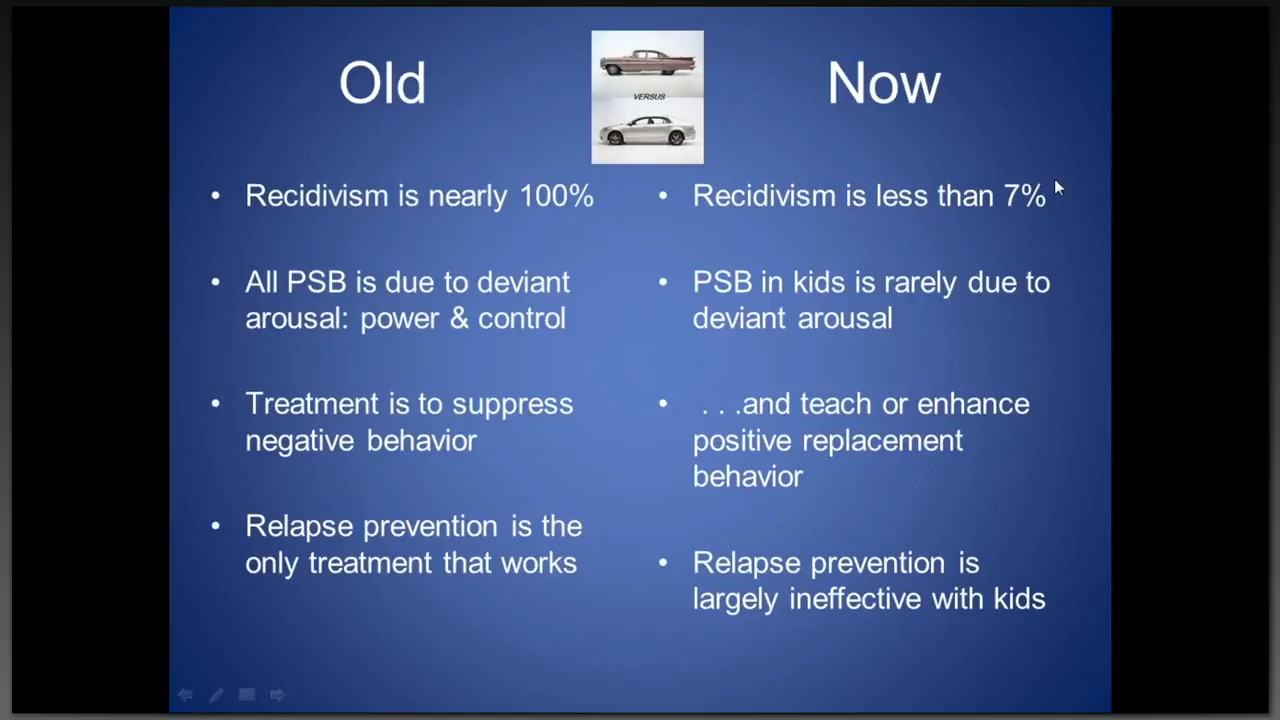 Old
VERSUS
Now
• Recidivism is nearly 100%
• All PSB is due to deviant
arousal: power & control
• Treatment is to suppress
negative behavior
• Relapse prevention is the
only treatment that works
• Recidivism is less than 7%
• PSB in kids is rarely due to
deviant arousal
• . . .and teach or enhance
positive replacement
behavior
• Relapse prevention is
largely ineffective with kids